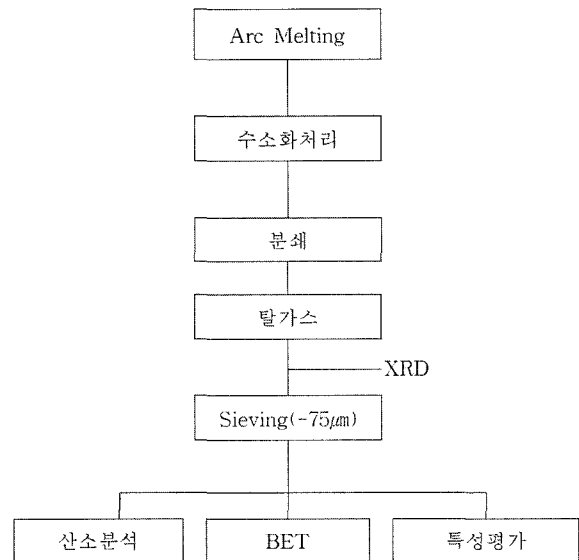 Arc Melting
수소화처리
분쇄
탈가스
XRD
Sieving(-75㎛)
산소분석
BET
특성평가